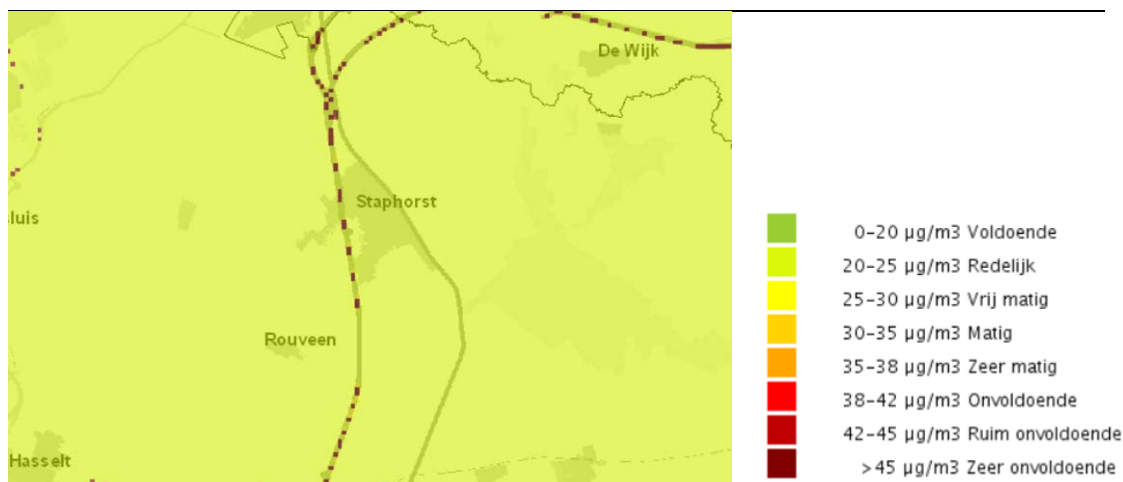 De Wijk
Staphorst
sluis
Rouveen
Hasselt
0-20 µg/m3 Voldoende
20-25 µg/m3 Redelijk
25-30 µg/m3 Vrij matig
30-35 µg/m3 Matig
35-38 µg/m3 Zeer matig
38-42 µg/m3 Onvoldoende
42-45 µg/m3 Ruim onvoldoende
>45 µg/m3 Zeer onvoldoende